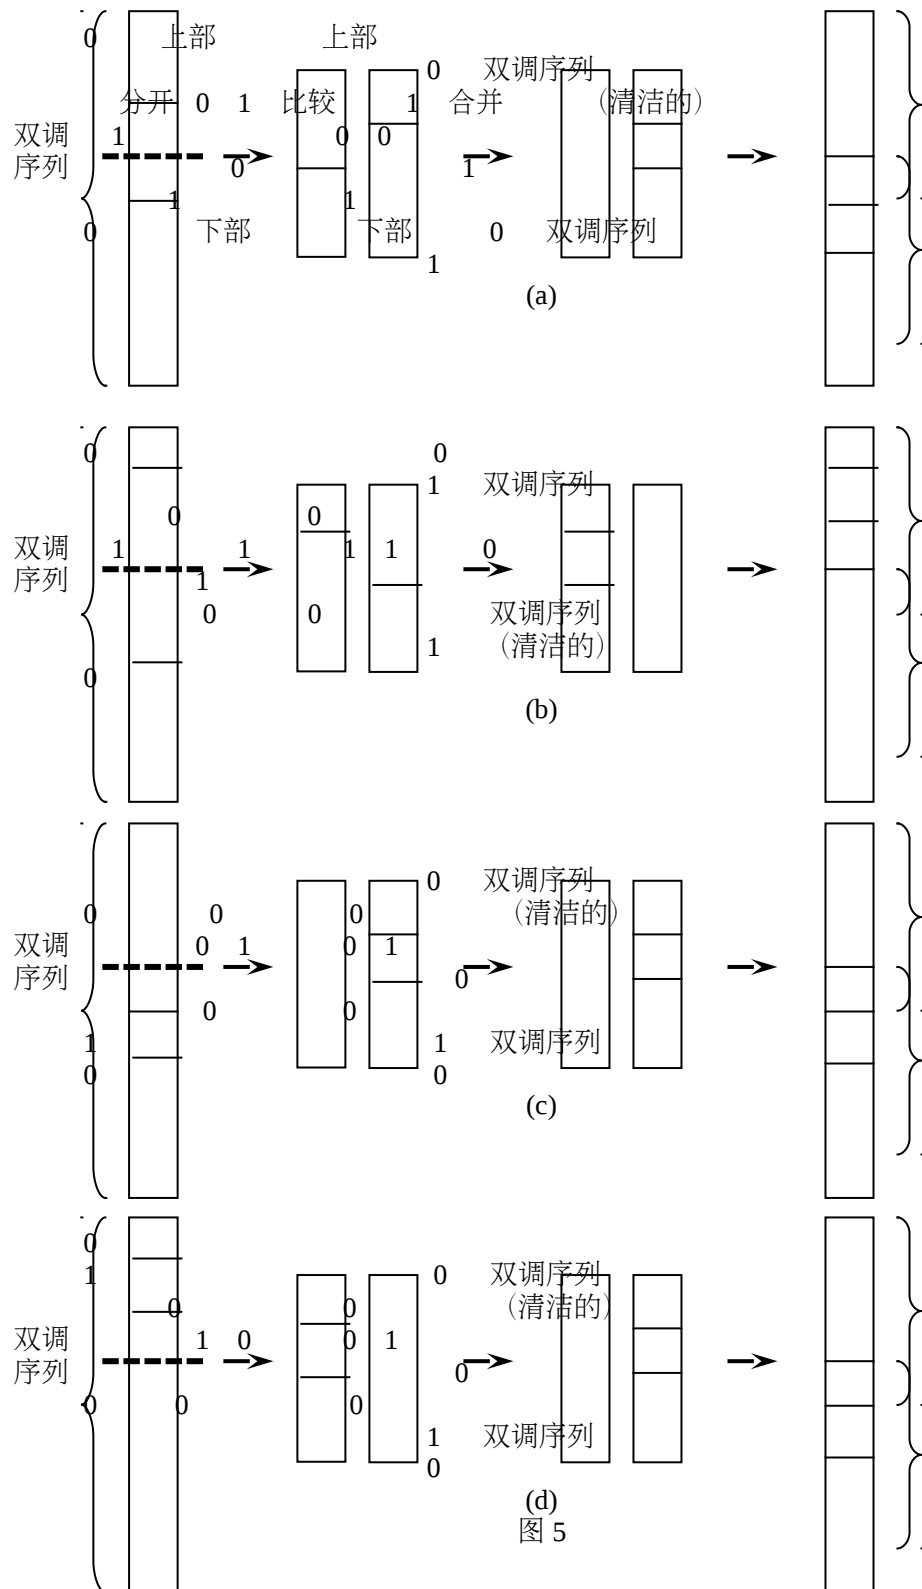 0 上部 上部
0 双调序列
分开 0 1 比较 1 合并 (清洁的)
双调 1 0 0
序列 0 1
1 1
0 下部 下部 0 双调序列
1
(a)
0 0
1 双调序列
0 0
双调 1 1 1 1 0
序列 1
0 0 双调序列
1 (清洁的)
0
(b)
0 双调序列
0 0 0 (清洁的)
双调 0 1 0 1
序列 0
0 0
1 1 双调序列
0 0
(c)
0
1 0 双调序列
0 0 (清洁的)
双调 1 0 0 1
序列 0
0 0 0
1 双调序列
0
(d)
图 5